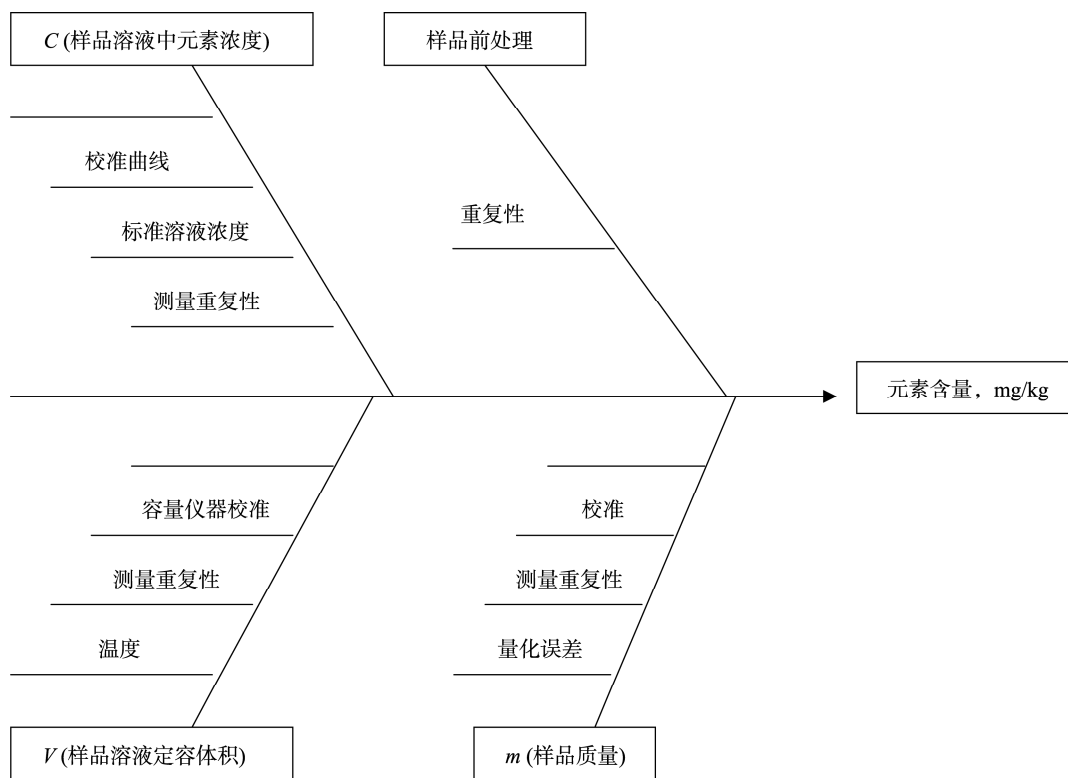 C (样品溶液中元素浓度)
样品前处理
校准曲线
标准溶液浓度
测量重复性
重复性
元素含量，mg/kg
容量仪器校准
测量重复性
温度
校准
测量重复性
量化误差
V (样品溶液定容体积)
m (样品质量)